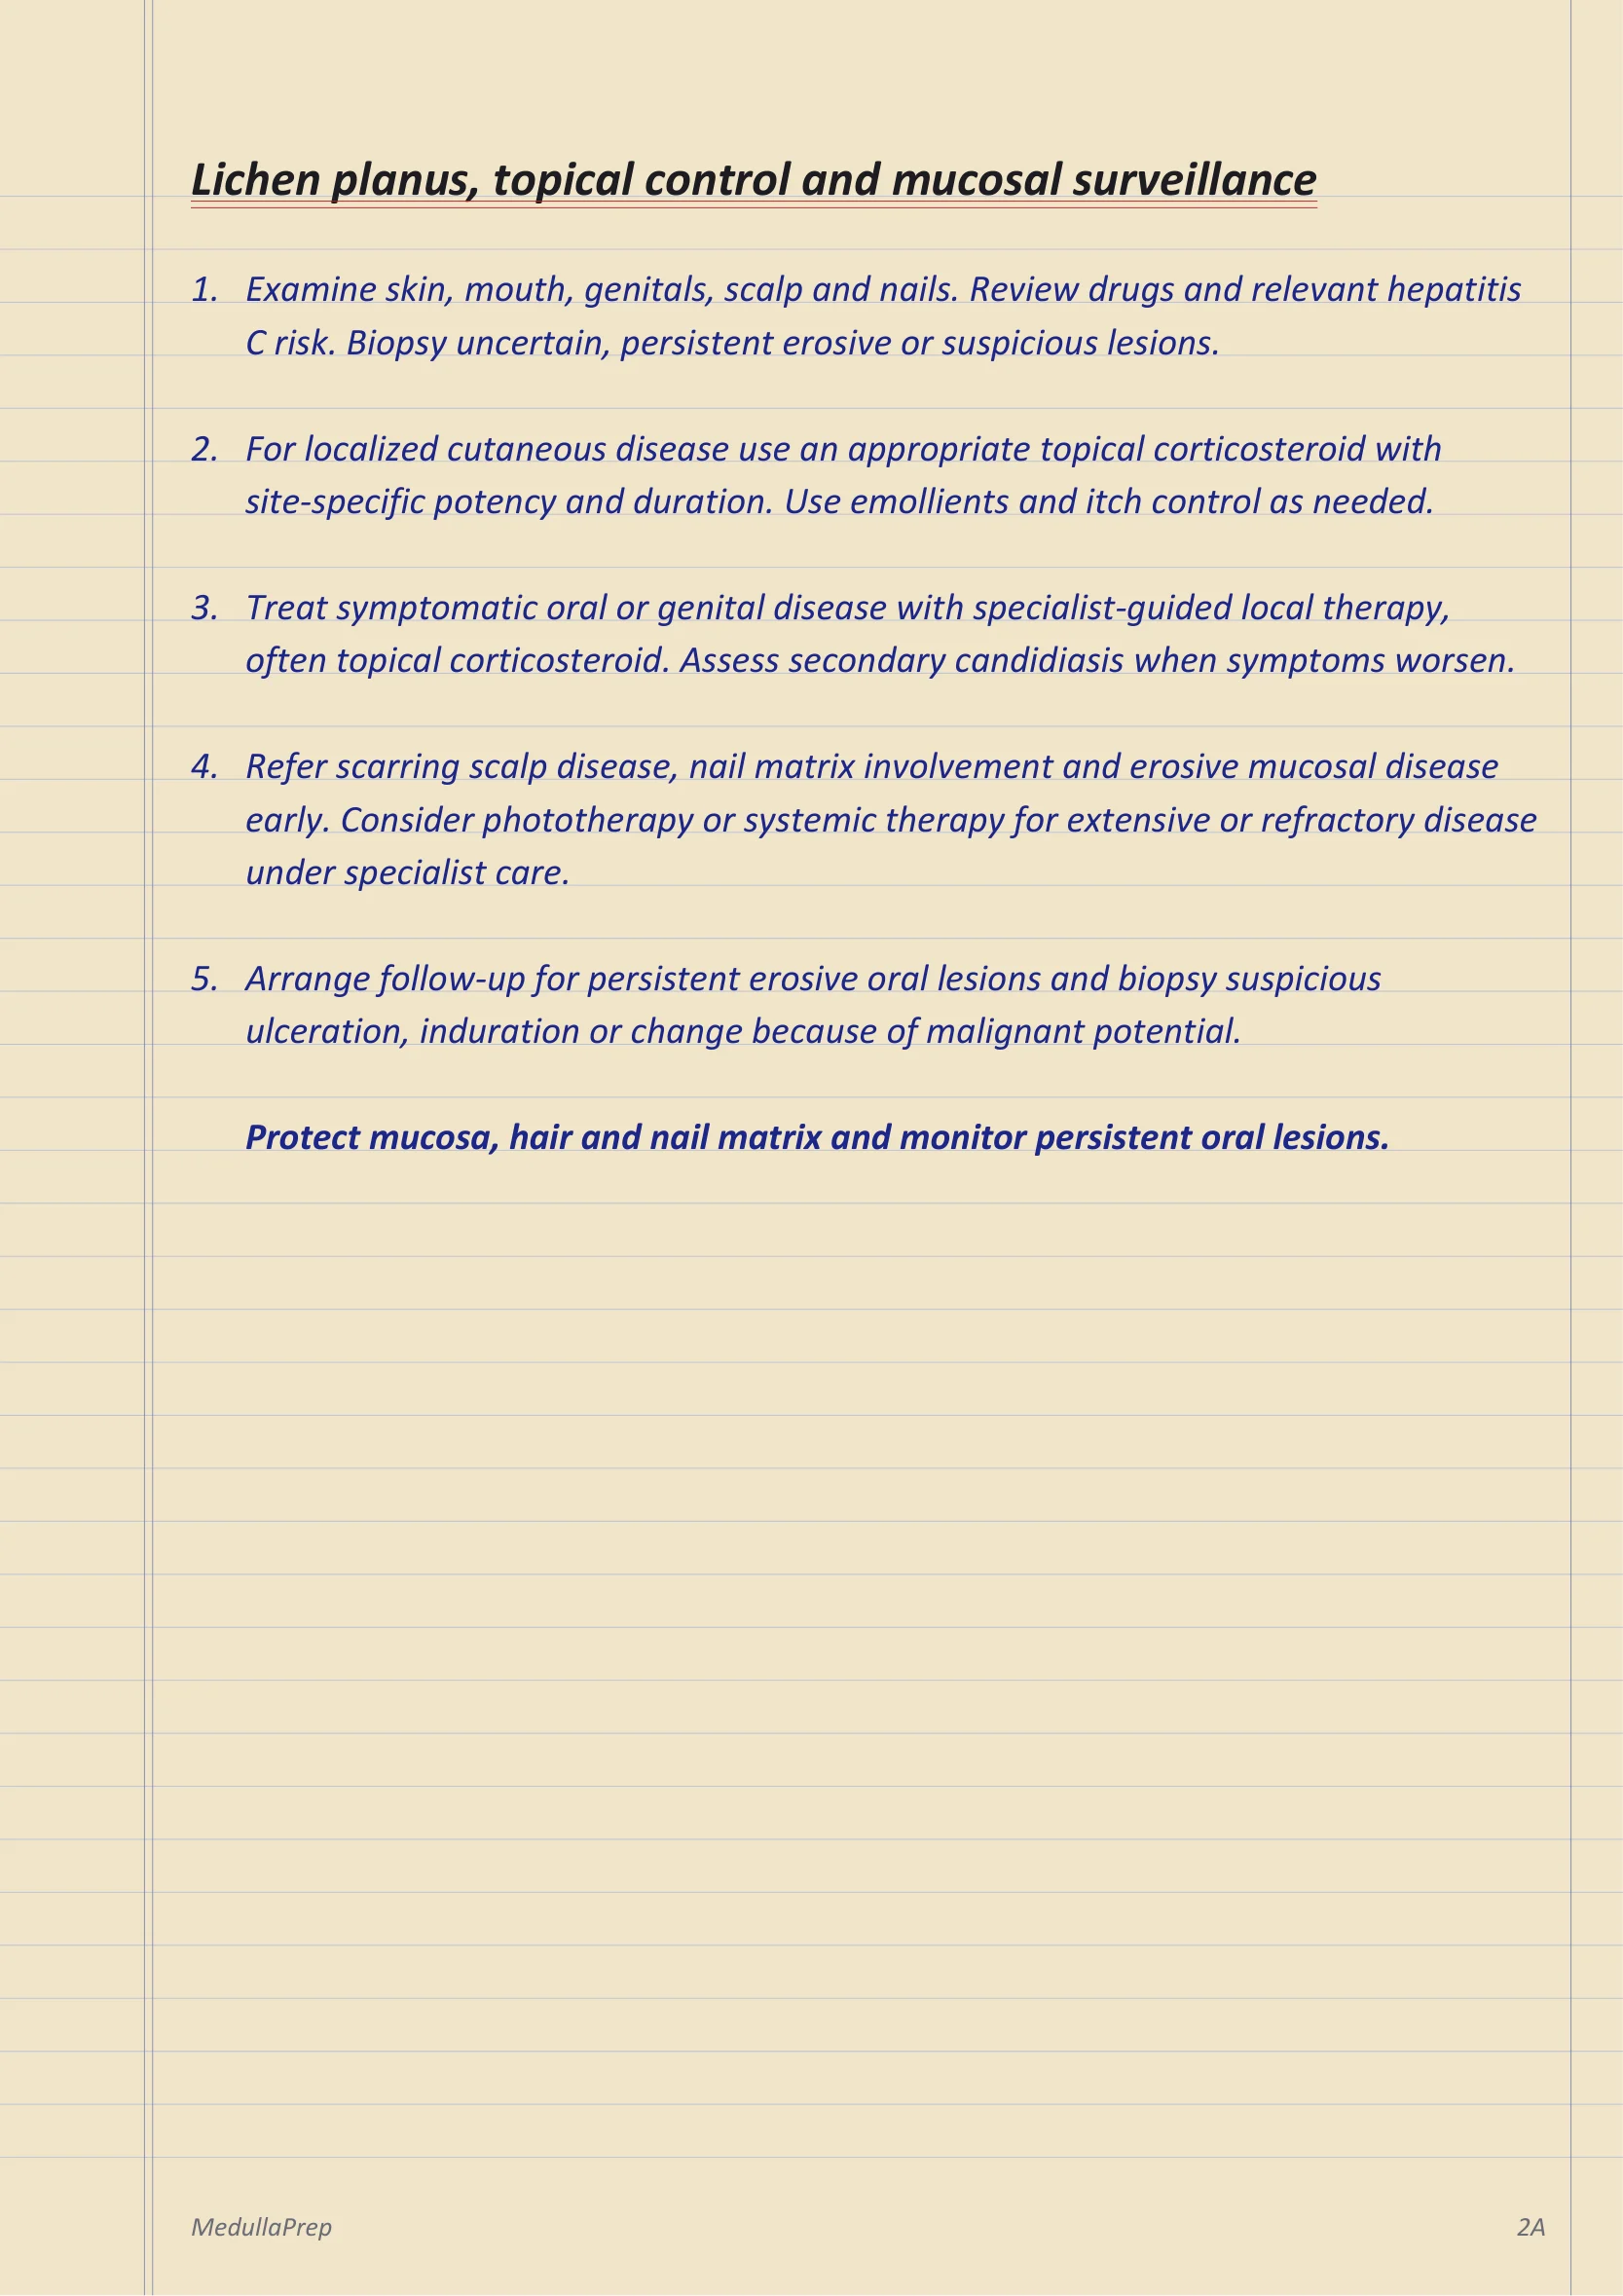 Lichen planus, topical control and mucosal surveillance
1. Examine skin, mouth, genitals, scalp and nails. Review drugs and relevant hepatitis
C risk. Biopsy uncertain, persistent erosive or suspicious lesions.
2. For localized cutaneous disease use an appropriate topical corticosteroid with
site-specific potency and duration. Use emollients and itch control as needed.
3. Treat symptomatic oral or genital disease with specialist-guided local therapy,
often topical corticosteroid. Assess secondary candidiasis when symptoms worsen.
4. Refer scarring scalp disease, nail matrix involvement and erosive mucosal disease
early. Consider phototherapy or systemic therapy for extensive or refractory disease
under specialist care.
5. Arrange follow-up for persistent erosive oral lesions and biopsy suspicious
ulceration, induration or change because of malignant potential.
Protect mucosa, hair and nail matrix and monitor persistent oral lesions.
MedullaPrep
2A